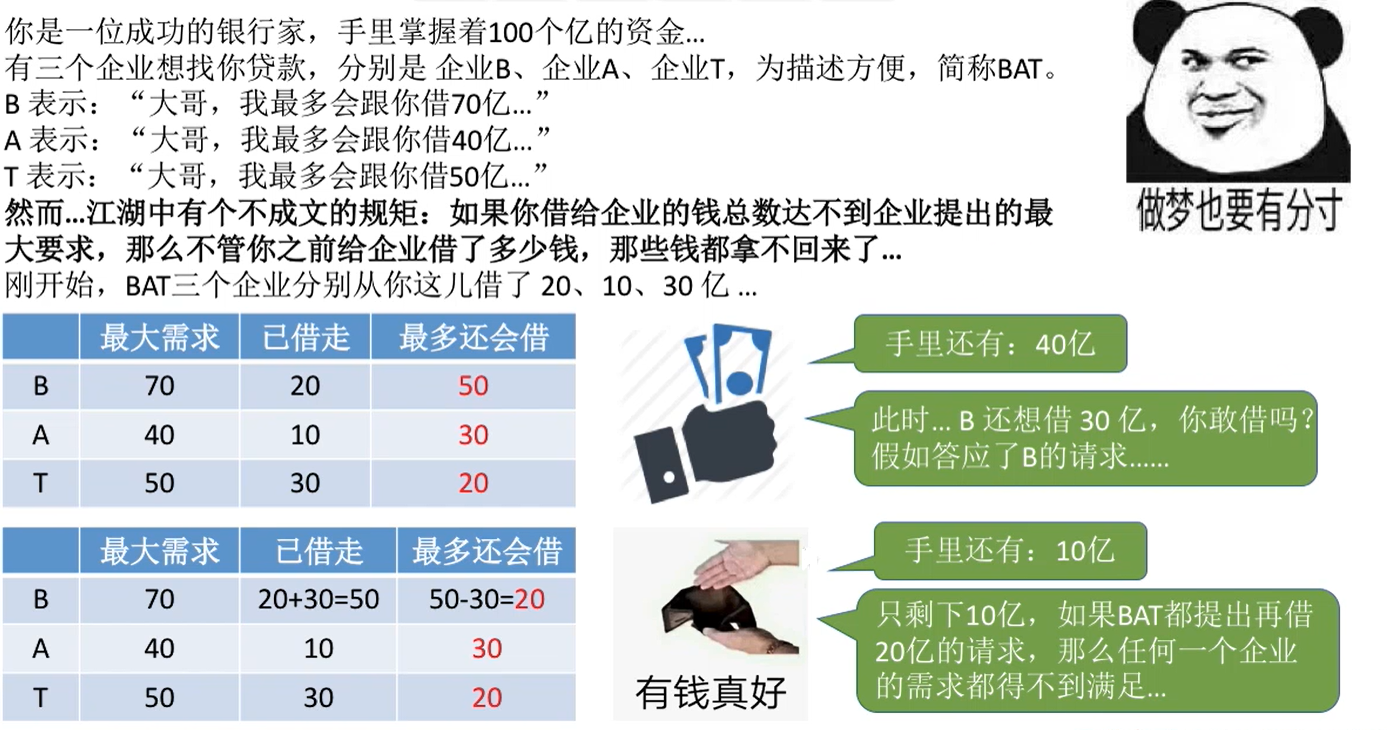 你是一位成功的银行家，手里掌握着100个亿的资金...
有三个企业想找你贷款，分别是 企业B、企业A、企业T，为描述方便，简称BAT。
B 表示：“大哥，我最多会跟你借70亿...”
A 表示：“大哥，我最多会跟你借40亿...”
T 表示：“大哥，我最多会跟你借50亿...”
然而...江湖中有个不成文的规矩：如果你借给企业的钱总数达不到企业提出的最
大要求，那么不管你之前给企业借了多少钱，那些钱都拿不回来了...
刚开始，BAT三个企业分别从你这儿借了 20、10、30 亿 ...
做梦也要有分寸
最大需求 已借走 最多还会借
B 70 20 50
A 40 10 30
T 50 30 20
手里还有：40亿
此时... B 还想借 30 亿，你敢借吗？
假如答应了B的请求......
最大需求 已借走 最多还会借
B 70 20+30=50 50-30=20
A 40 10 30
T 50 30 20
有钱真好
手里还有：10亿
只剩下10亿，如果BAT都提出再借
20亿的请求，那么任何一个企业
的需求都得不到满足...